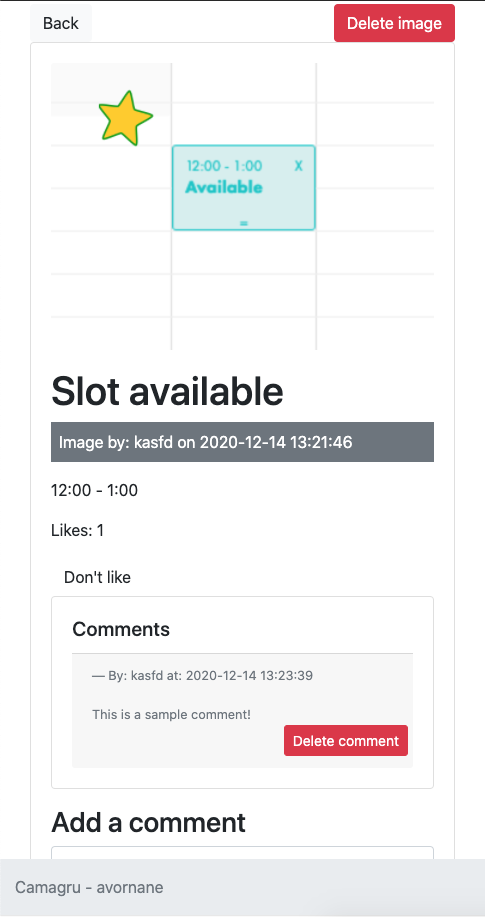 Back
Delete image
12:00 - 1:00 X
Available
Slot available
Image by: kasfd on 2020-12-14 13:21:46
12:00 - 1:00
Likes: 1
Don't like
Comments
— By: kasfd at: 2020-12-14 13:23:39
This is a sample comment!
Delete comment
Add a comment
Camagru - avornane